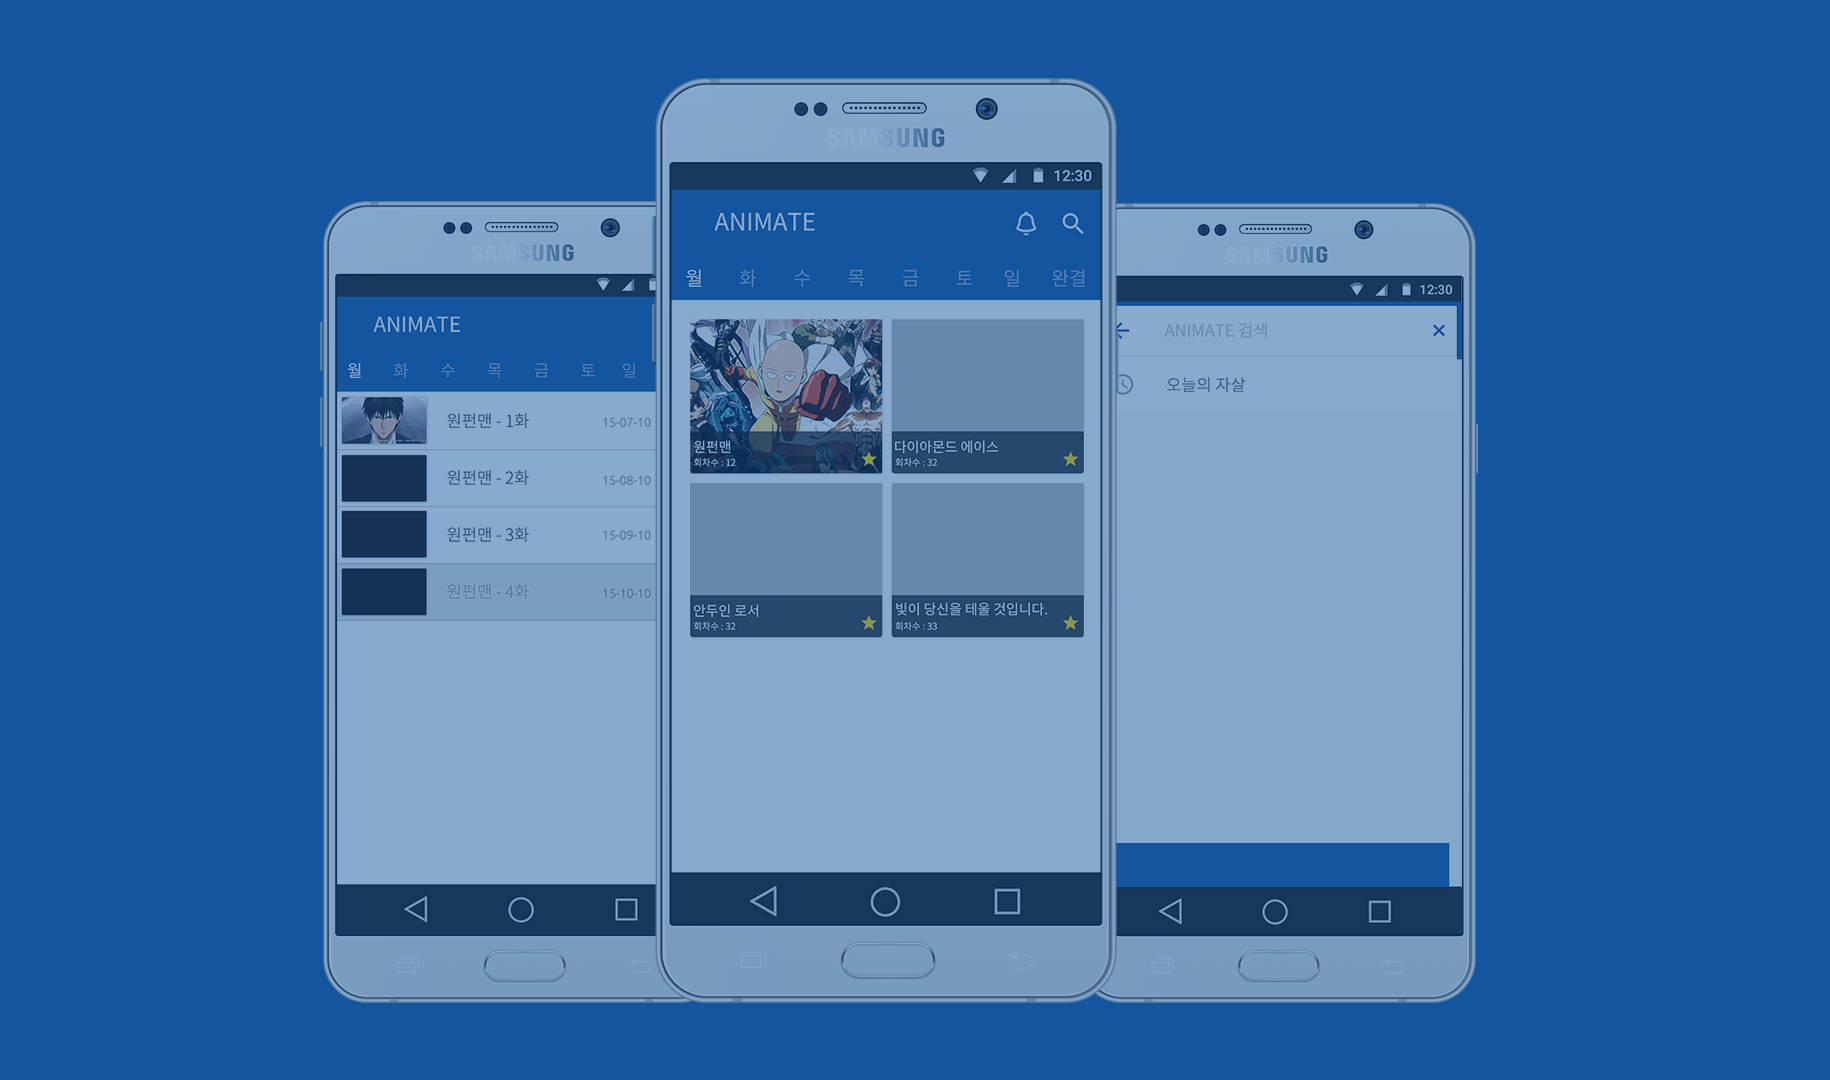 SAMSUNG
ANIMATE
월 화 수 목 금 토 일
원펀맨 - 1화 15-07-10
원펀맨 - 2화 15-08-10
원펀맨 - 3화 15-09-10
원펀맨 - 4화 15-10-10
SAMSUNG
12:30
ANIMATE
월 화 수 목 금 토 일 완결
원펀맨
회차수 : 12
다이아몬드 에이스
회차수 : 32
안두인 로서
회차수 : 32
빛이 당신을 태울 것입니다.
회차수 : 33
SAMSUNG
12:30
ANIMATE 검색
오늘의 자살